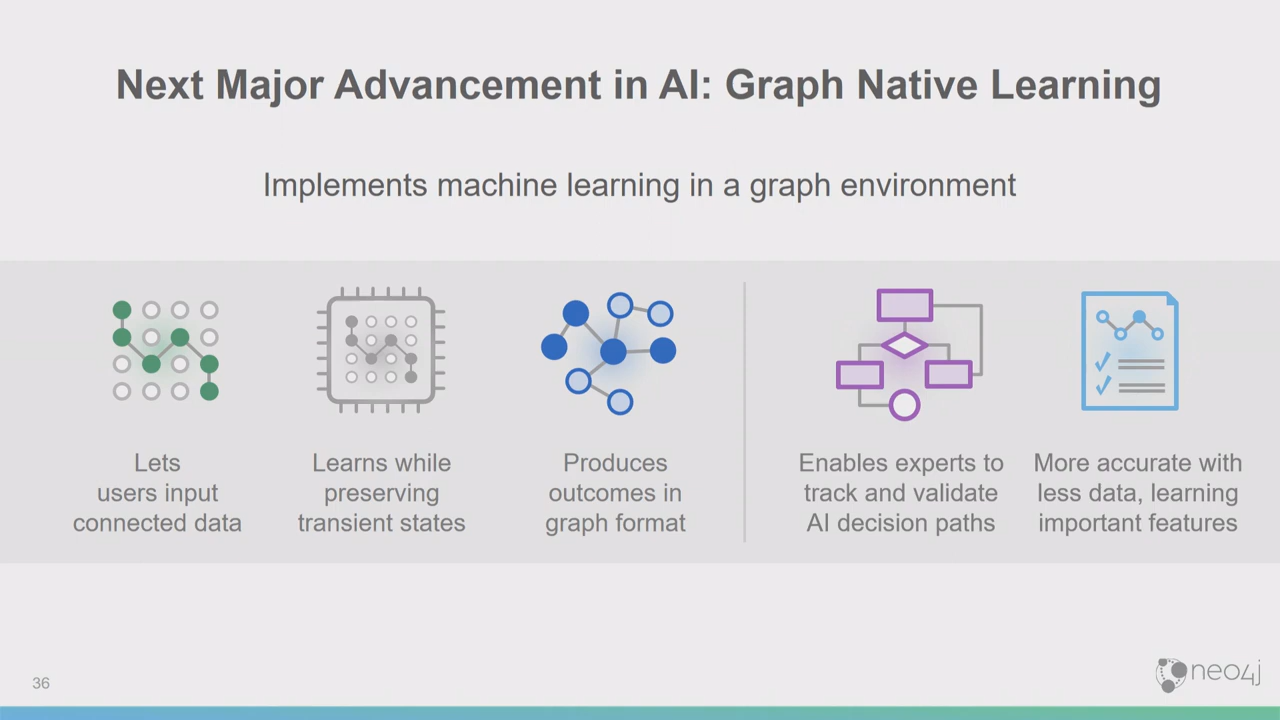 Next Major Advancement in AI: Graph Native Learning
Implements machine learning in a graph environment
Lets
users input
connected data
Learns while
preserving
transient states
Produces
outcomes in
graph format
Enables experts to
track and validate
AI decision paths
More accurate with
less data, learning
important features
36
neo4j